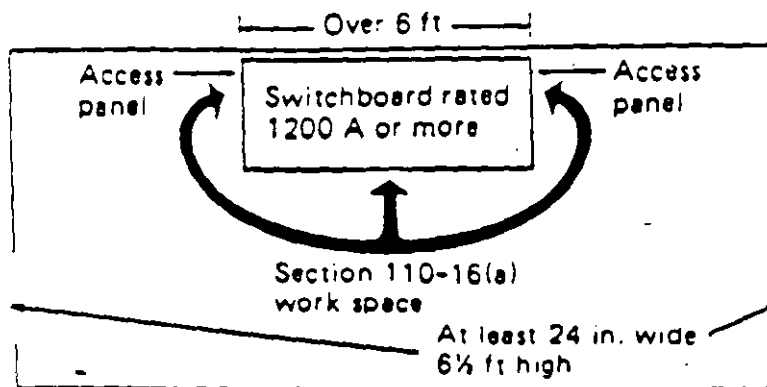 Over 6 ft
Access
panel
Switchboard rated
1200 A or more
Access
panel
Section 110-16(a)
work space
At least 24 in. wide
6½ ft high